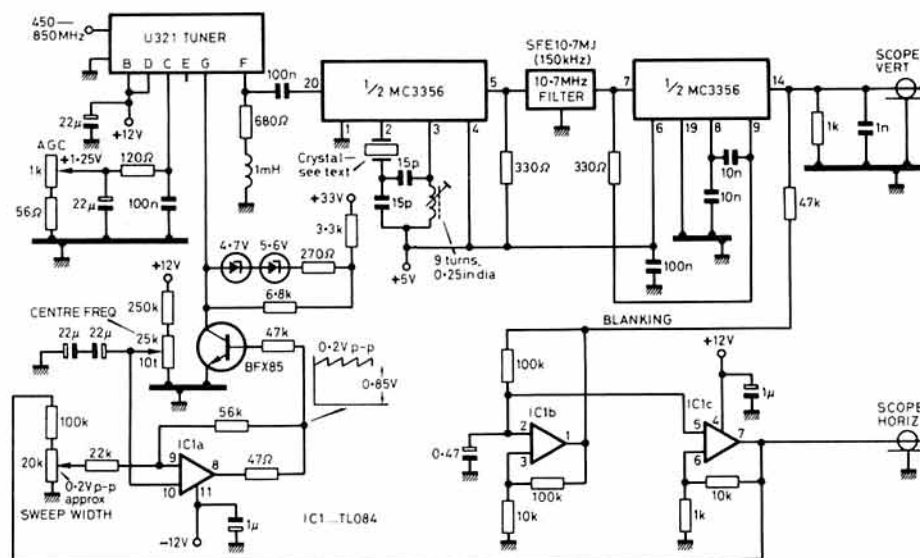 450—
850MHz
U321 TUNER
B D C E G F
100n
20
1/2 MC3356
5
SFE10·7MJ
(150kHz)
10·7MHz
FILTER
7
1/2 MC3356
14
SCOPE
VERT
1 2 3 4
6 19 8 9
22μ
+12V
680Ω
Crystal—
see text
15p
15p
330Ω
330Ω
10n
10n
1k
1n
AGC
+1·25V
1k
120Ω
56Ω
22μ
100n
1mH
+33V
3·3k
47k
4·7V
5·6V
270Ω
6·8k
9 turns,
0·25in dia
+5V
100n
+12V
250k
CENTRE FREQ
22μ 22μ
25k
10t
47k
BFX85
0·2V p-p
0·85V
BLANKING
100k
+12V
1μ
100k
56k
IC1a
IC1b
IC1c
4
SCOPE
HORIZ
20k
22k
9
10
8
11
47Ω
0·47
2
3
1
5
6
7
0·2V p-p
approx
SWEEP WIDTH
1μ
-12V
IC1...TL084
100k
10k
10k
1k